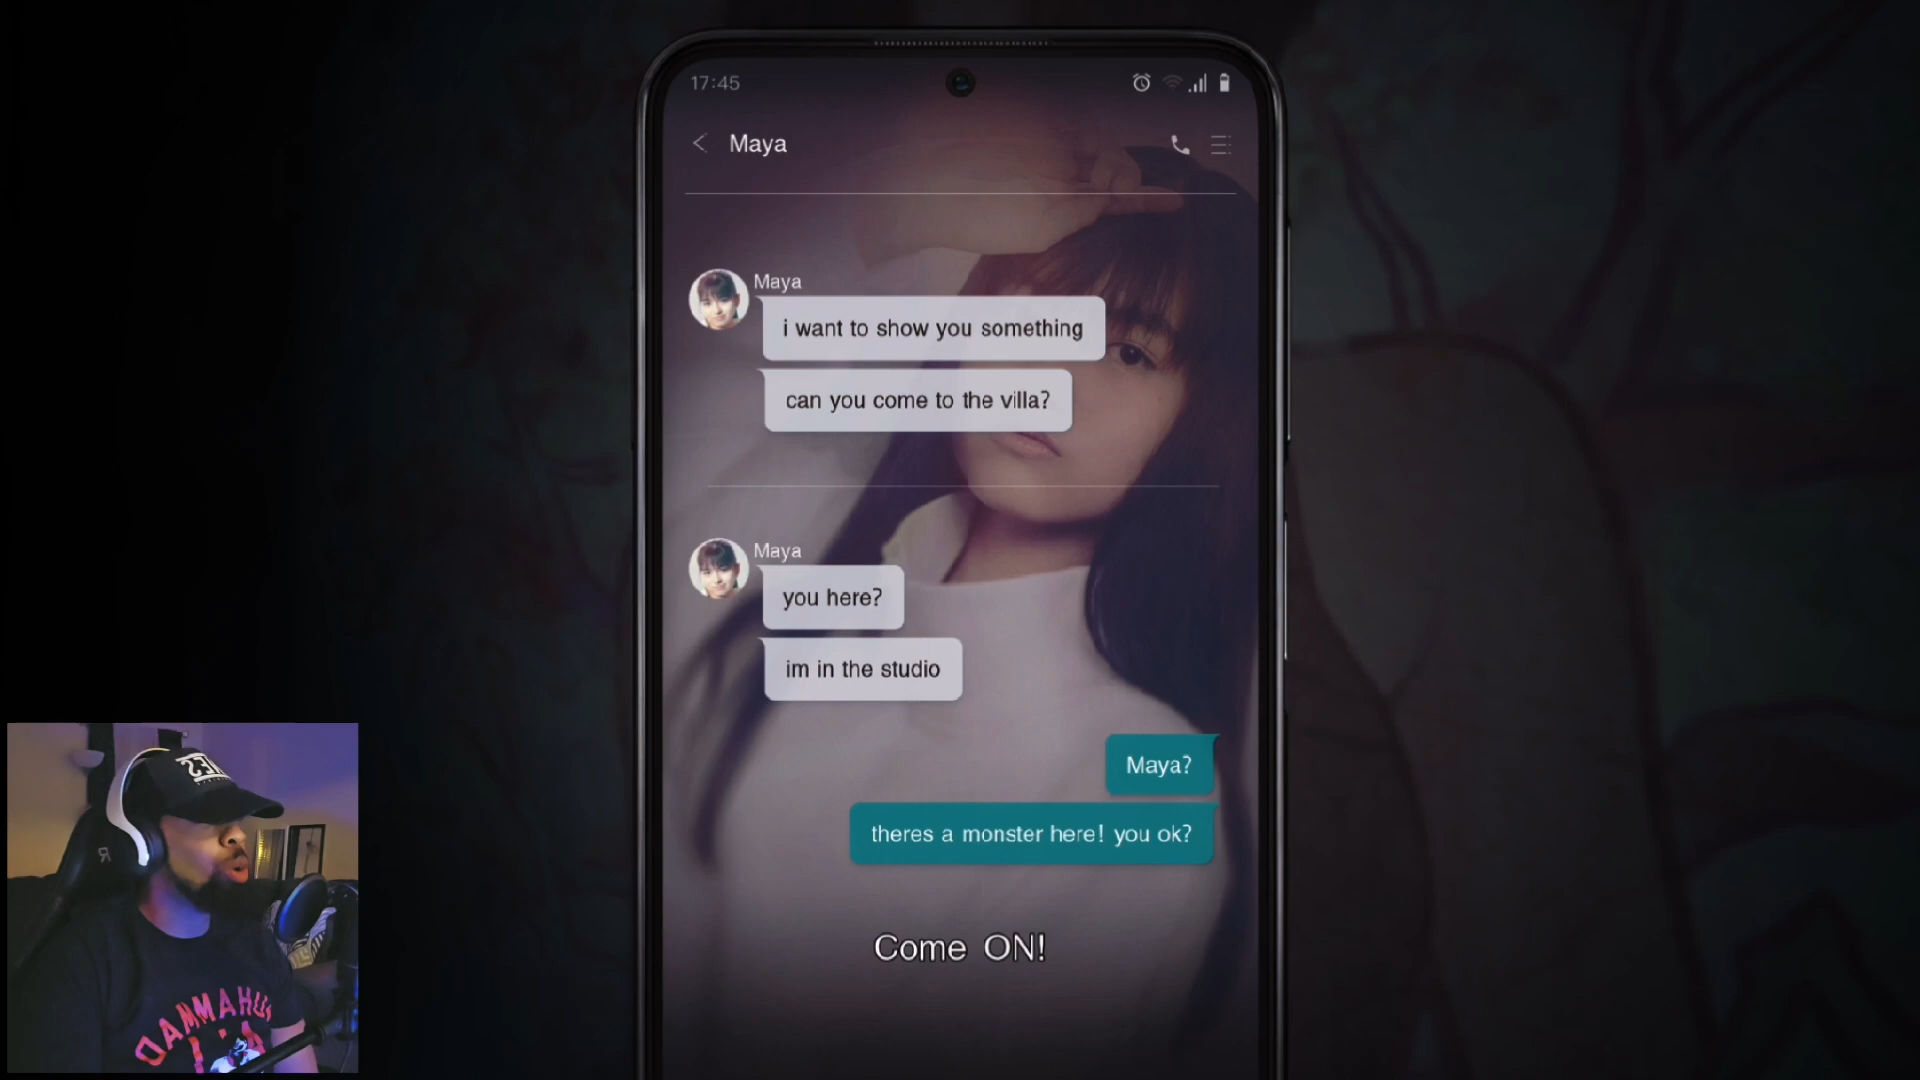 17:45
Maya
Maya
i want to show you something
can you come to the villa?
Maya
you here?
im in the studio
Maya?
theres a monster here! you ok?
Come ON!